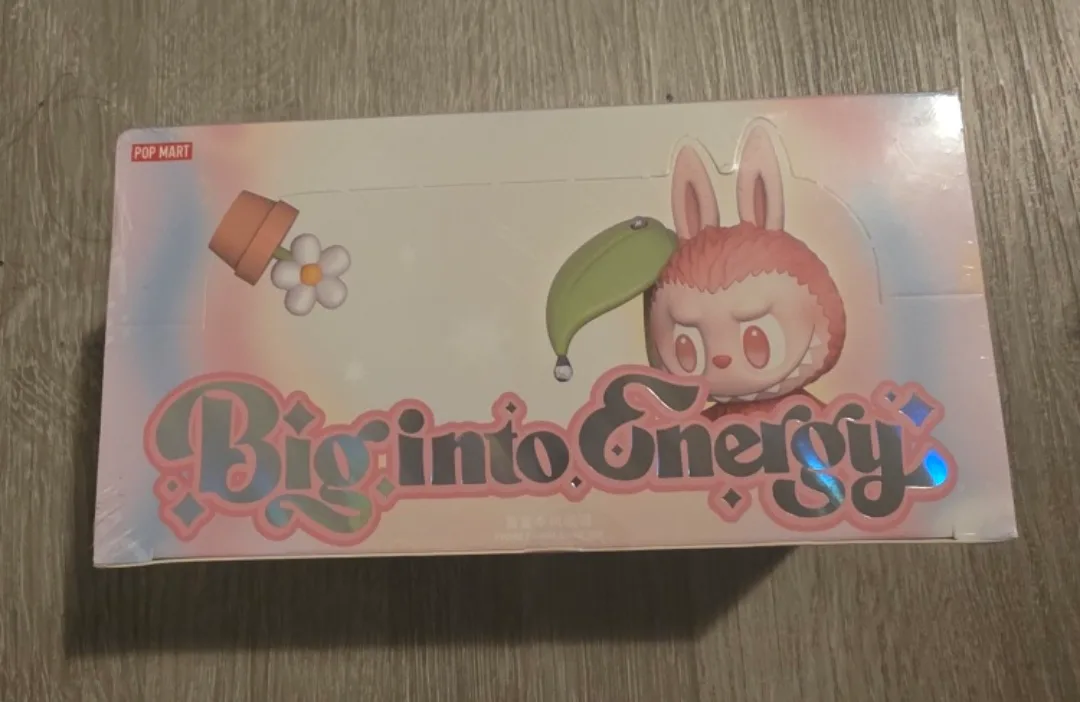 POP MART
Big into Energy